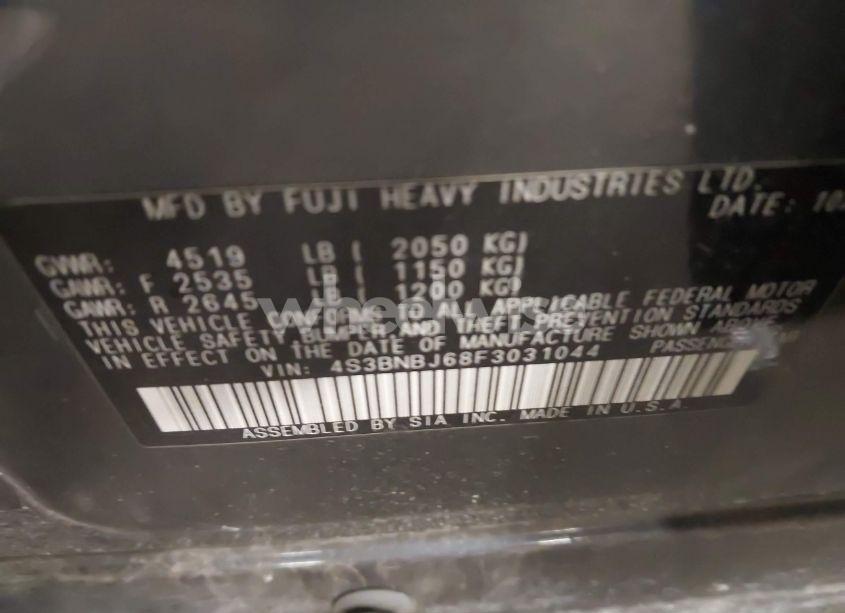 MFD BY FUJI HEAVY INDUSTRIES LTD.
DATE: 10
GVWR: 4519 LB ( 2050 KG)
GAWR: F 2535 LB ( 1150 KG)
GAWR: R 2645 LB ( 1200 KG)
THIS VEHICLE CONFORMS TO ALL APPLICABLE FEDERAL MOTOR
VEHICLE SAFETY BUMPER AND THEFT PREVENTION STANDARDS
IN EFFECT ON THE DATE OF MANUFACTURE SHOWN ABOVE.
VIN: 4S3BNBJ68F3031044
ASSEMBLED BY SIA INC. MADE IN U.S.A.